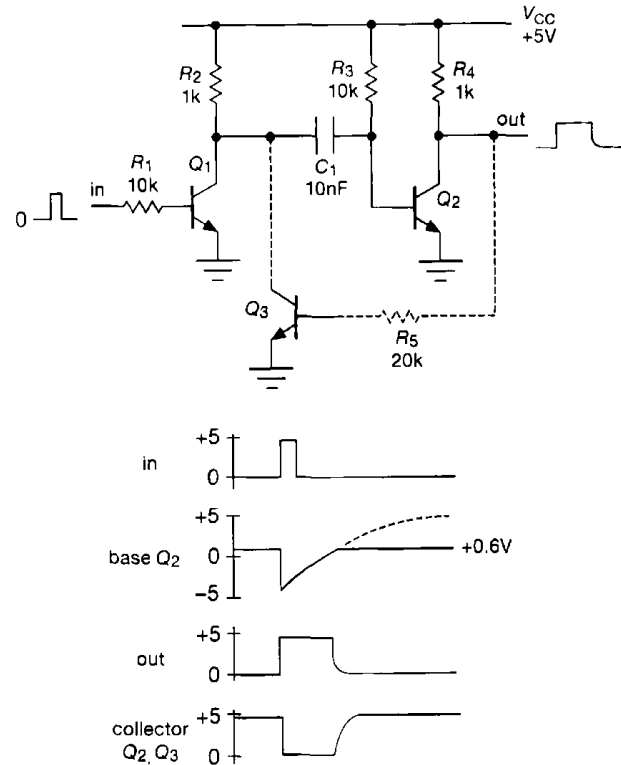 VCC
+5V
R2
1k
R3
10k
R4
1k
out
Q1
R1
10k
in
0
C1
10nF
Q2
Q3
R5
20k
in
+5
0
base Q2
+5
0
−5
+0.6V
out
+5
0
collector
Q2, Q3
+5
0